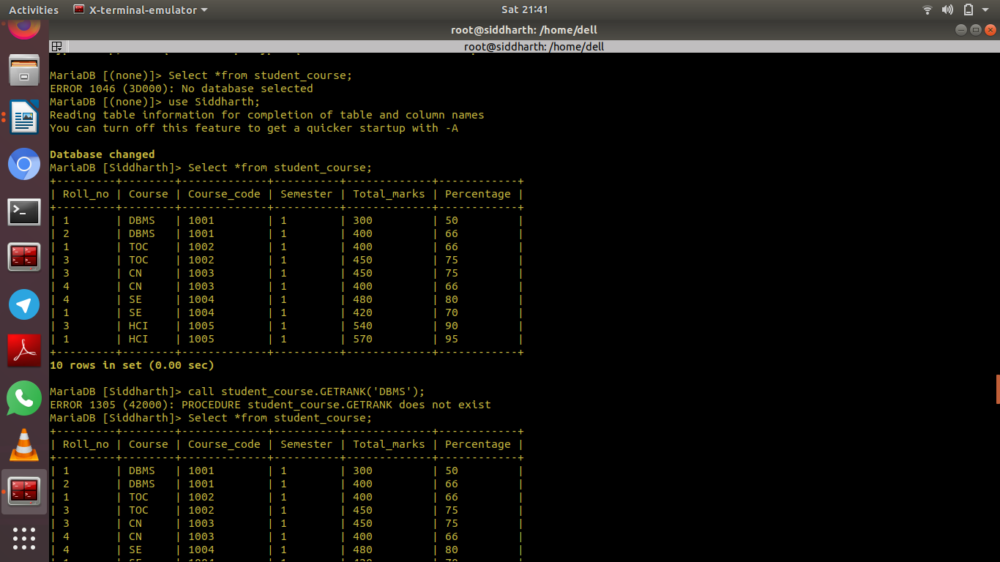 Activities X-terminal-emulator Sat 21:41
root@siddharth: /home/dell
root@siddharth: /home/dell
MariaDB [(none)]> Select *from student_course;
ERROR 1046 (3D000): No database selected
MariaDB [(none)]> use Siddharth;
Reading table information for completion of table and column names
You can turn off this feature to get a quicker startup with -A
Database changed
MariaDB [Siddharth]> Select *from student_course;
+---------+--------+-------------+----------+-------------+------------+
| Roll_no | Course | Course_code | Semester | Total_marks | Percentage |
+---------+--------+-------------+----------+-------------+------------+
| 1       | DBMS   | 1001        | 1        | 300         | 50         |
| 2       | DBMS   | 1001        | 1        | 400         | 66         |
| 1       | TOC    | 1002        | 1        | 400         | 66         |
| 3       | TOC    | 1002        | 1        | 450         | 75         |
| 3       | CN     | 1003        | 1        | 450         | 75         |
| 4       | CN     | 1003        | 1        | 400         | 66         |
| 4       | SE     | 1004        | 1        | 480         | 80         |
| 1       | SE     | 1004        | 1        | 420         | 70         |
| 3       | HCI    | 1005        | 1        | 540         | 90         |
| 1       | HCI    | 1005        | 1        | 570         | 95         |
+---------+--------+-------------+----------+-------------+------------+
10 rows in set (0.00 sec)
MariaDB [Siddharth]> call student_course.GETRANK('DBMS');
ERROR 1305 (42000): PROCEDURE student_course.GETRANK does not exist
MariaDB [Siddharth]> Select *from student_course;
+---------+--------+-------------+----------+-------------+------------+
| Roll_no | Course | Course_code | Semester | Total_marks | Percentage |
+---------+--------+-------------+----------+-------------+------------+
| 1       | DBMS   | 1001        | 1        | 300         | 50         |
| 2       | DBMS   | 1001        | 1        | 400         | 66         |
| 1       | TOC    | 1002        | 1        | 400         | 66         |
| 3       | TOC    | 1002        | 1        | 450         | 75         |
| 3       | CN     | 1003        | 1        | 450         | 75         |
| 4       | CN     | 1003        | 1        | 400         | 66         |
| 4       | SE     | 1004        | 1        | 480         | 80         |